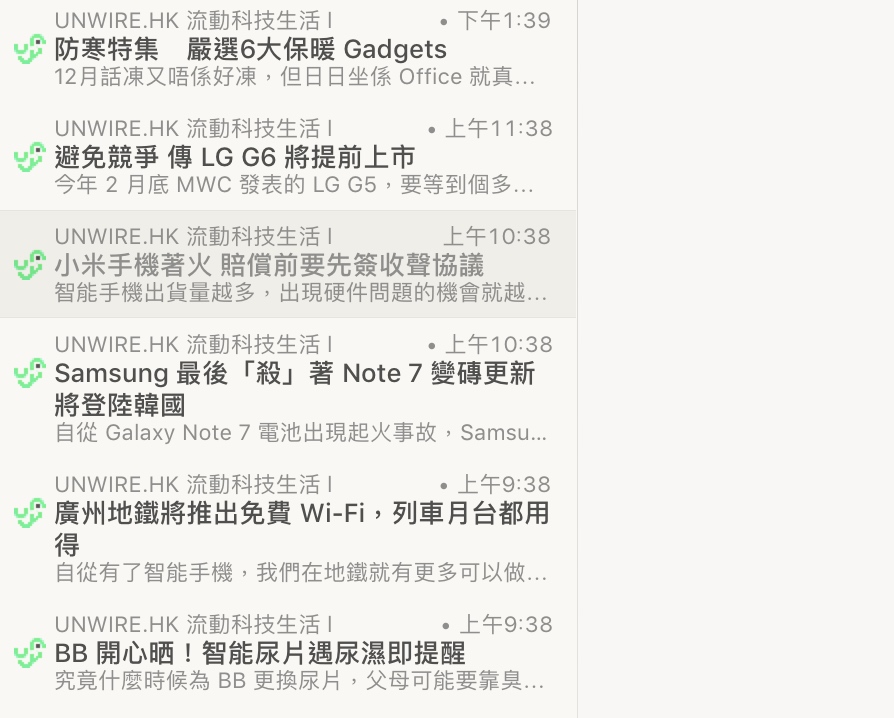 UNWIRE.HK 流動科技生活 l • 下午1:39
防寒特集　嚴選6大保暖 Gadgets
12月話凍又唔係好凍，但日日坐係 Office 就真…
UNWIRE.HK 流動科技生活 l • 上午11:38
避免競爭 傳 LG G6 將提前上市
今年 2 月底 MWC 發表的 LG G5，要等到個多…
UNWIRE.HK 流動科技生活 l 上午10:38
小米手機著火 賠償前要先簽收聲協議
智能手機出貨量越多，出現硬件問題的機會就越…
UNWIRE.HK 流動科技生活 l • 上午10:38
Samsung 最後「殺」著 Note 7 變磚更新
將登陸韓國
自從 Galaxy Note 7 電池出現起火事故，Samsu…
UNWIRE.HK 流動科技生活 l • 上午9:38
廣州地鐵將推出免費 Wi-Fi，列車月台都用
得
自從有了智能手機，我們在地鐵就有更多可以做…
UNWIRE.HK 流動科技生活 l • 上午9:38
BB 開心晒！智能尿片遇尿濕即提醒
究竟什麼時候為 BB 更換尿片，父母可能要靠臭…